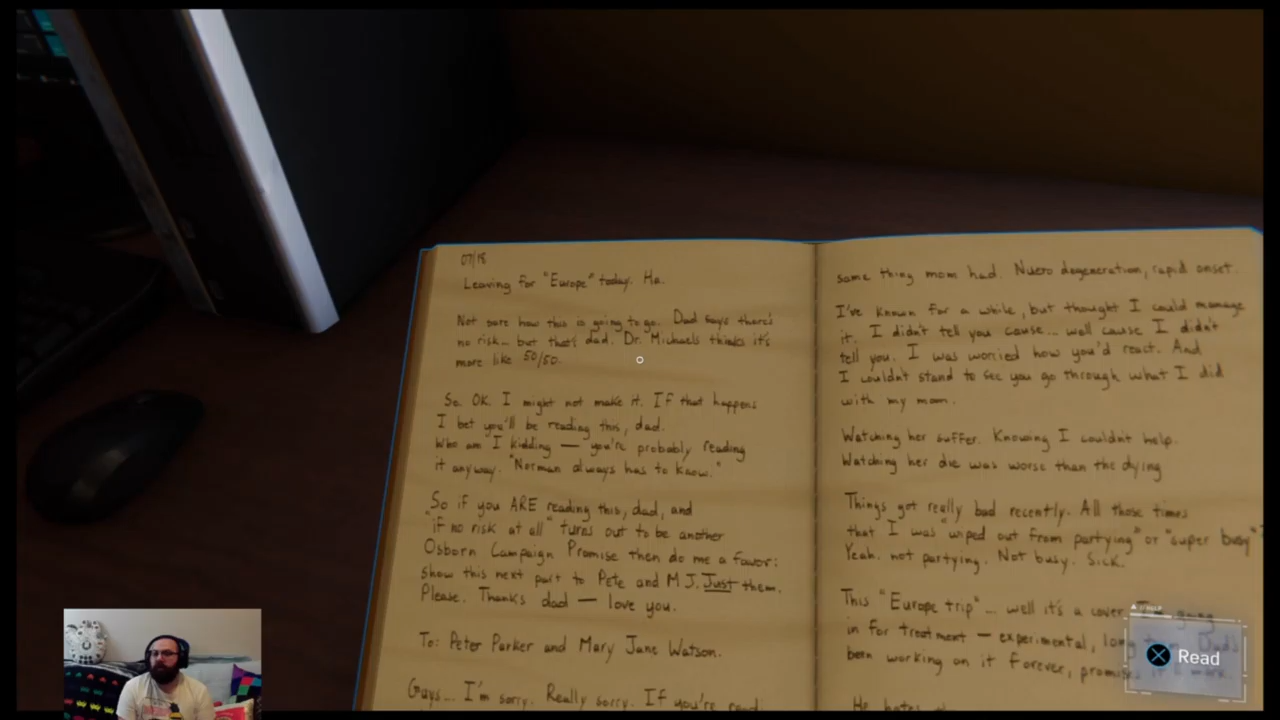 07/18
Leaving for "Europe" today. Ha.
Not sure how this is going to go. Dad says there's
no risk... but that's dad. Dr. Michaels thinks it's
more like 50/50.
So. OK. I might not make it. If that happens
I bet you'll be reading this, dad.
Who am I kidding — you're probably reading
it anyway. "Norman always has to know."
So if you ARE reading this, dad, and
"if no risk at all" turns out to be another
Osborn Campaign Promise then do me a favor:
show this next part to Pete and MJ. Just them.
Please. Thanks dad — love you.
To: Peter Parker and Mary Jane Watson.
Guys... I'm sorry. Really sorry. If you're
same thing mom had. Nuero degeneration, rapid onset.
I've known for a while, but thought I could manage
it. I didn't tell you cause... well cause I didn't
tell you. I was worried how you'd react. And
I couldn't stand to see you go through what I did
with my mom.
Watching her suffer. Knowing I couldn't help.
Watching her die was worse than the dying
Things got really bad recently. All those times
that I was "wiped out from partying" or "super busy"?
Yeah. not partying. Not busy. Sick.
This "Europe trip"... well it's a cover. I'm going
in for treatment — experimental, long Dad's
been working on it forever, promises
He hates
Read